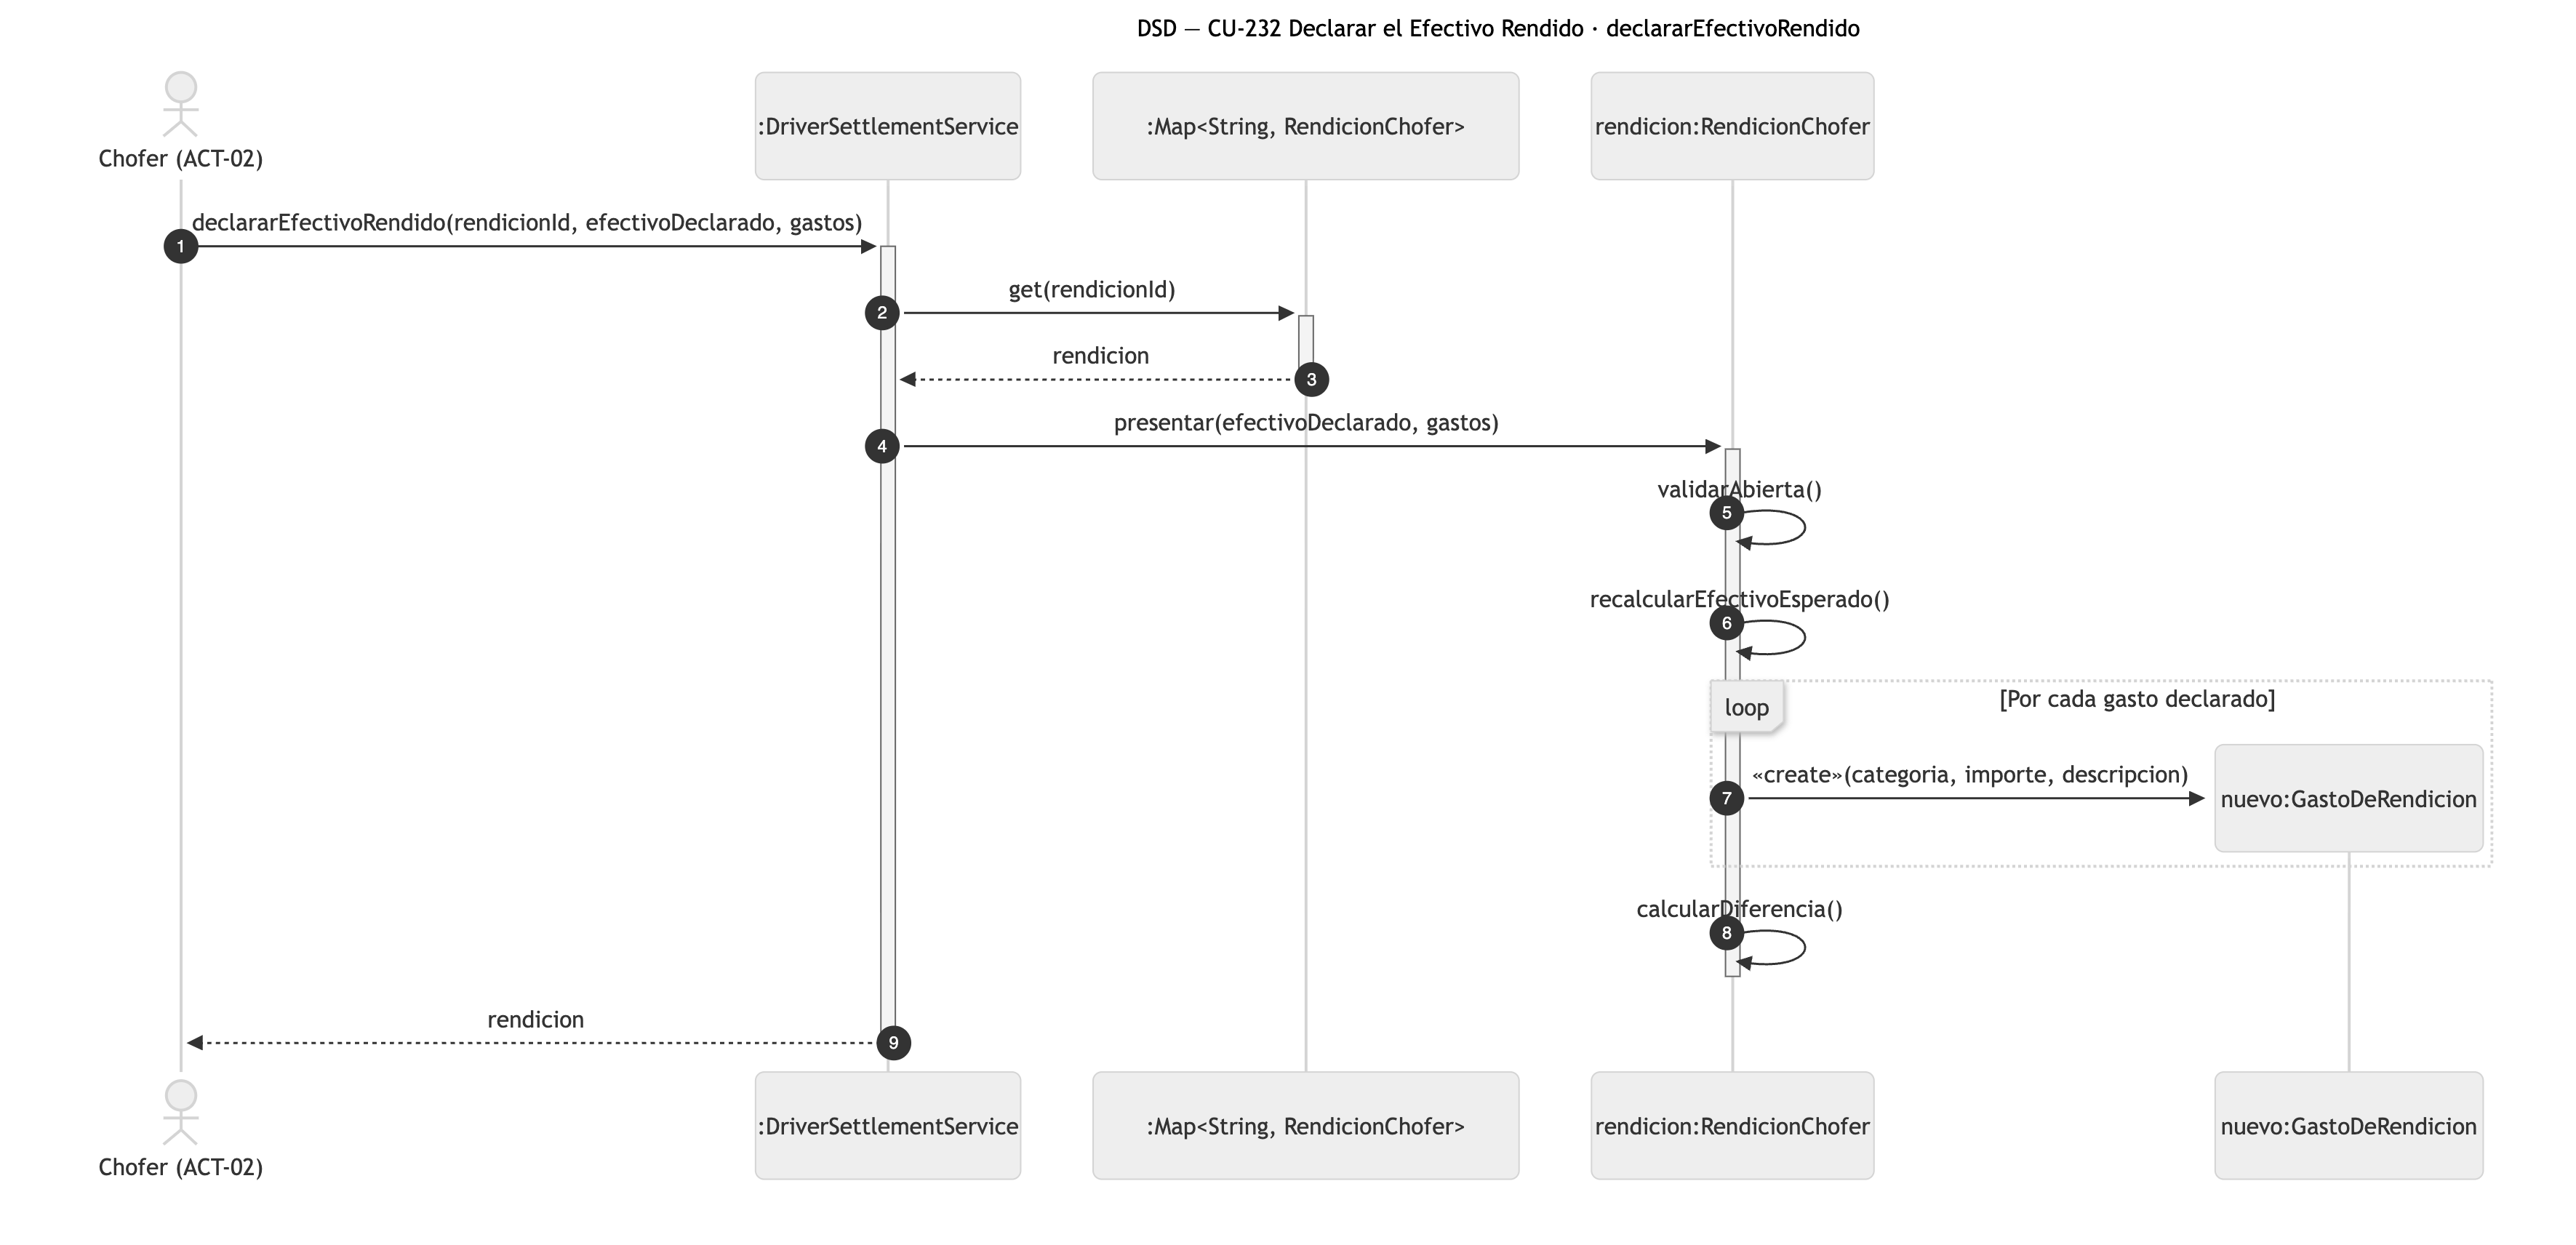 DSD — CU-232 Declarar el Efectivo Rendido · declararEfectivoRendido
Chofer (ACT-02)
:DriverSettlementService
:Map<String, RendicionChofer>
rendicion:RendicionChofer
declararEfectivoRendido(rendicionId, efectivoDeclarado, gastos)
1
get(rendicionId)
2
rendicion
3
presentar(efectivoDeclarado, gastos)
4
validarAbierta()
5
recalcularEfectivoEsperado()
6
loop
[Por cada gasto declarado]
«create»(categoria, importe, descripcion)
7
nuevo:GastoDeRendicion
calcularDiferencia()
8
rendicion
9
Chofer (ACT-02)
:DriverSettlementService
:Map<String, RendicionChofer>
rendicion:RendicionChofer
nuevo:GastoDeRendicion